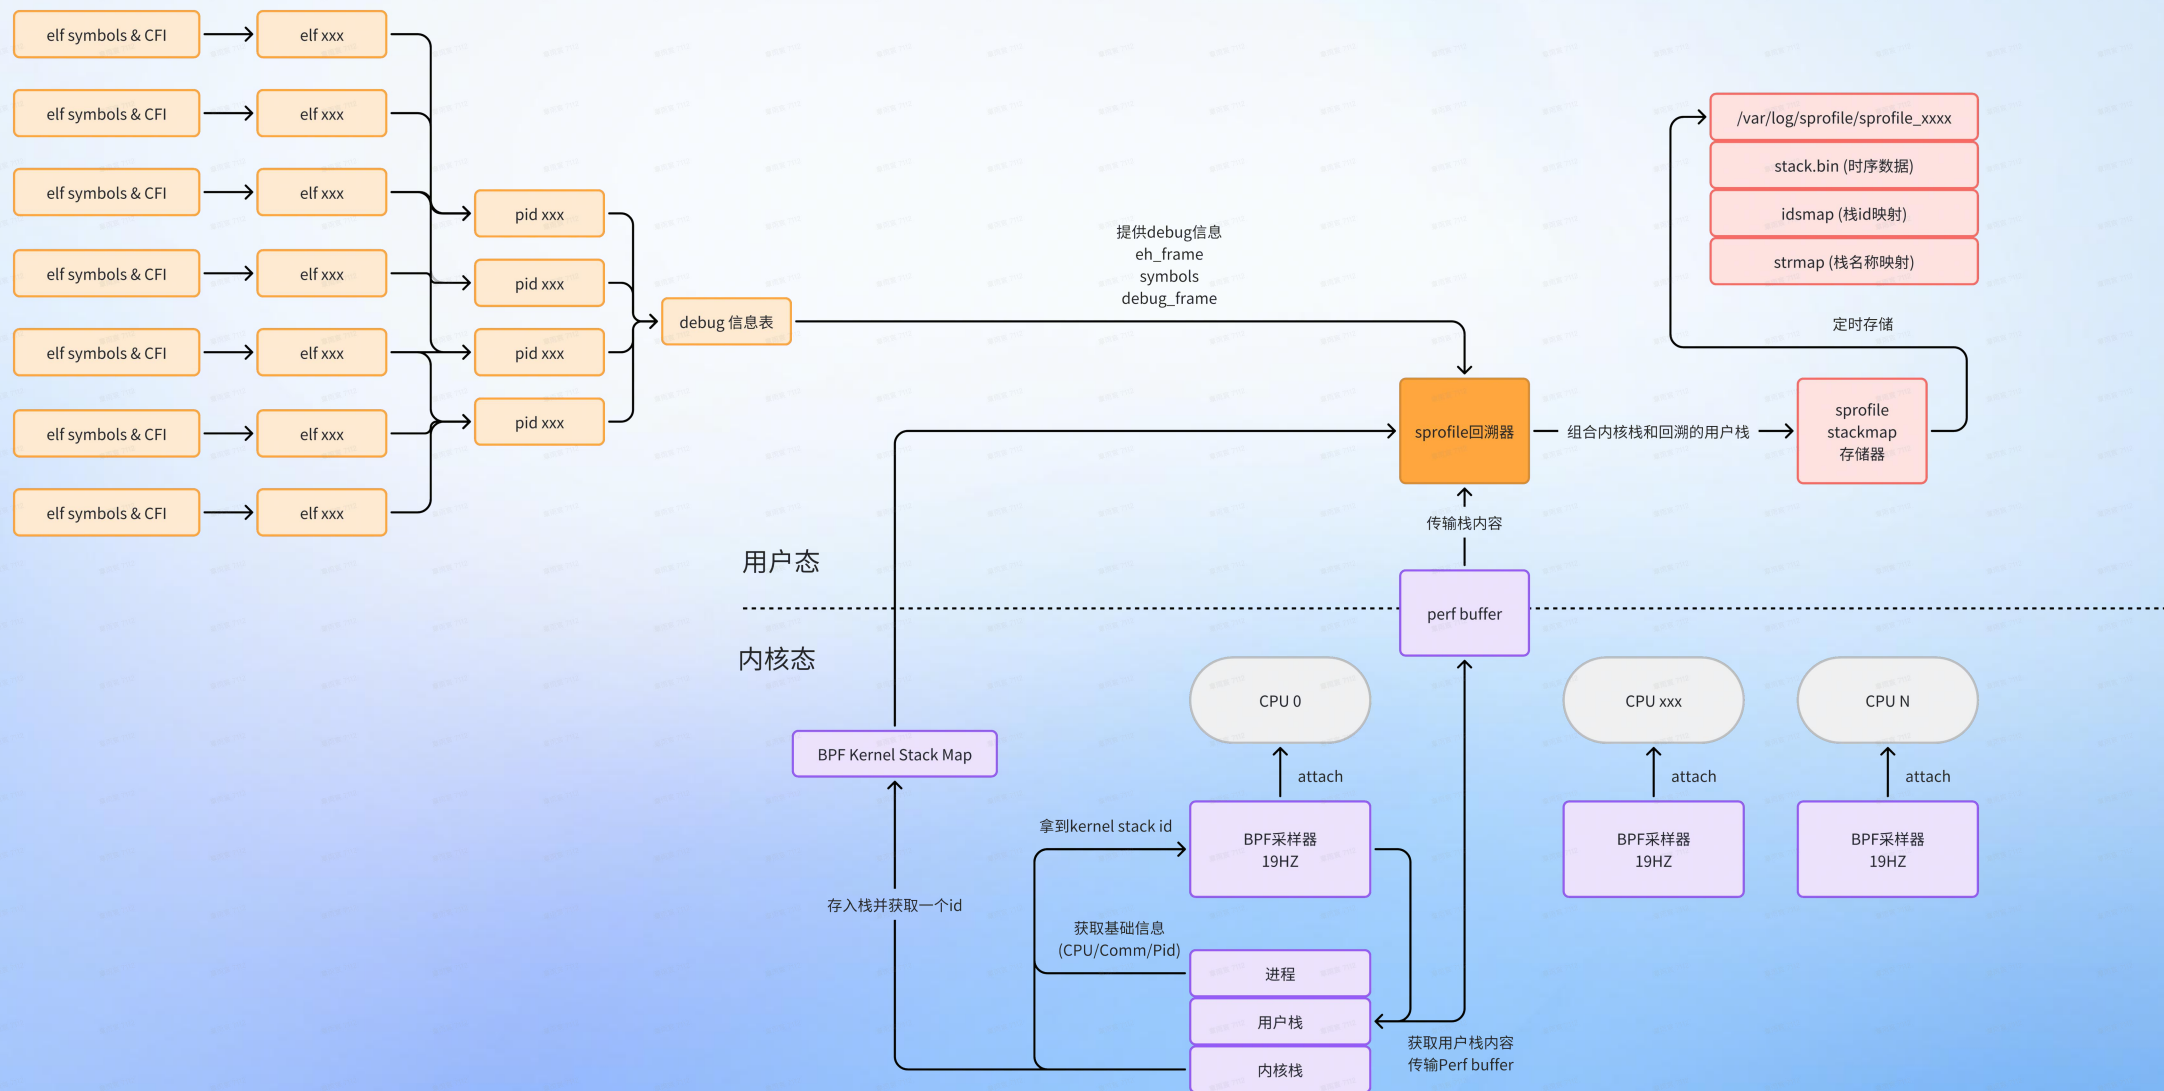 elf symbols & CFI
elf xxx
elf symbols & CFI
elf xxx
elf symbols & CFI
elf xxx
elf symbols & CFI
elf xxx
elf symbols & CFI
elf xxx
elf symbols & CFI
elf xxx
elf symbols & CFI
elf xxx
pid xxx
pid xxx
pid xxx
pid xxx
debug 信息表
提供debug信息
eh_frame
symbols
debug_frame
/var/log/sprofile/sprofile_xxxx
stack.bin (时序数据)
idsmap (栈id映射)
strmap (栈名称映射)
定时存储
sprofile回溯器
组合内核栈和回溯的用户栈
sprofile
stackmap
存储器
传输栈内容
用户态
perf buffer
内核态
CPU 0
CPU xxx
CPU N
BPF Kernel Stack Map
attach
attach
attach
拿到kernel stack id
BPF采样器
19HZ
BPF采样器
19HZ
BPF采样器
19HZ
存入栈并获取一个id
获取基础信息
(CPU/Comm/Pid)
进程
用户栈
内核栈
获取用户栈内容
传输Perf buffer